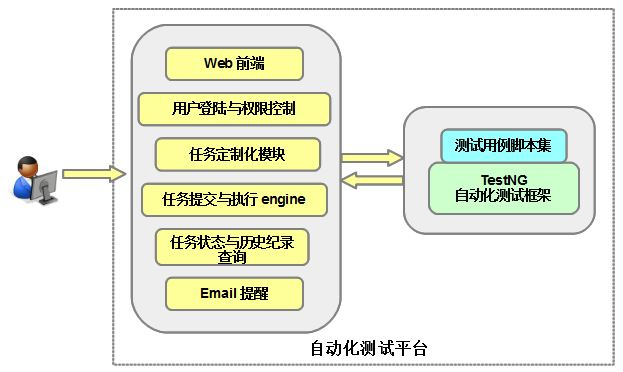 Web 前端
用户登陆与权限控制
任务定制化模块
任务提交与执行 engine
任务状态与历史纪录
查询
Email 提醒
测试用例脚本集
TestNG
自动化测试框架
自动化测试平台